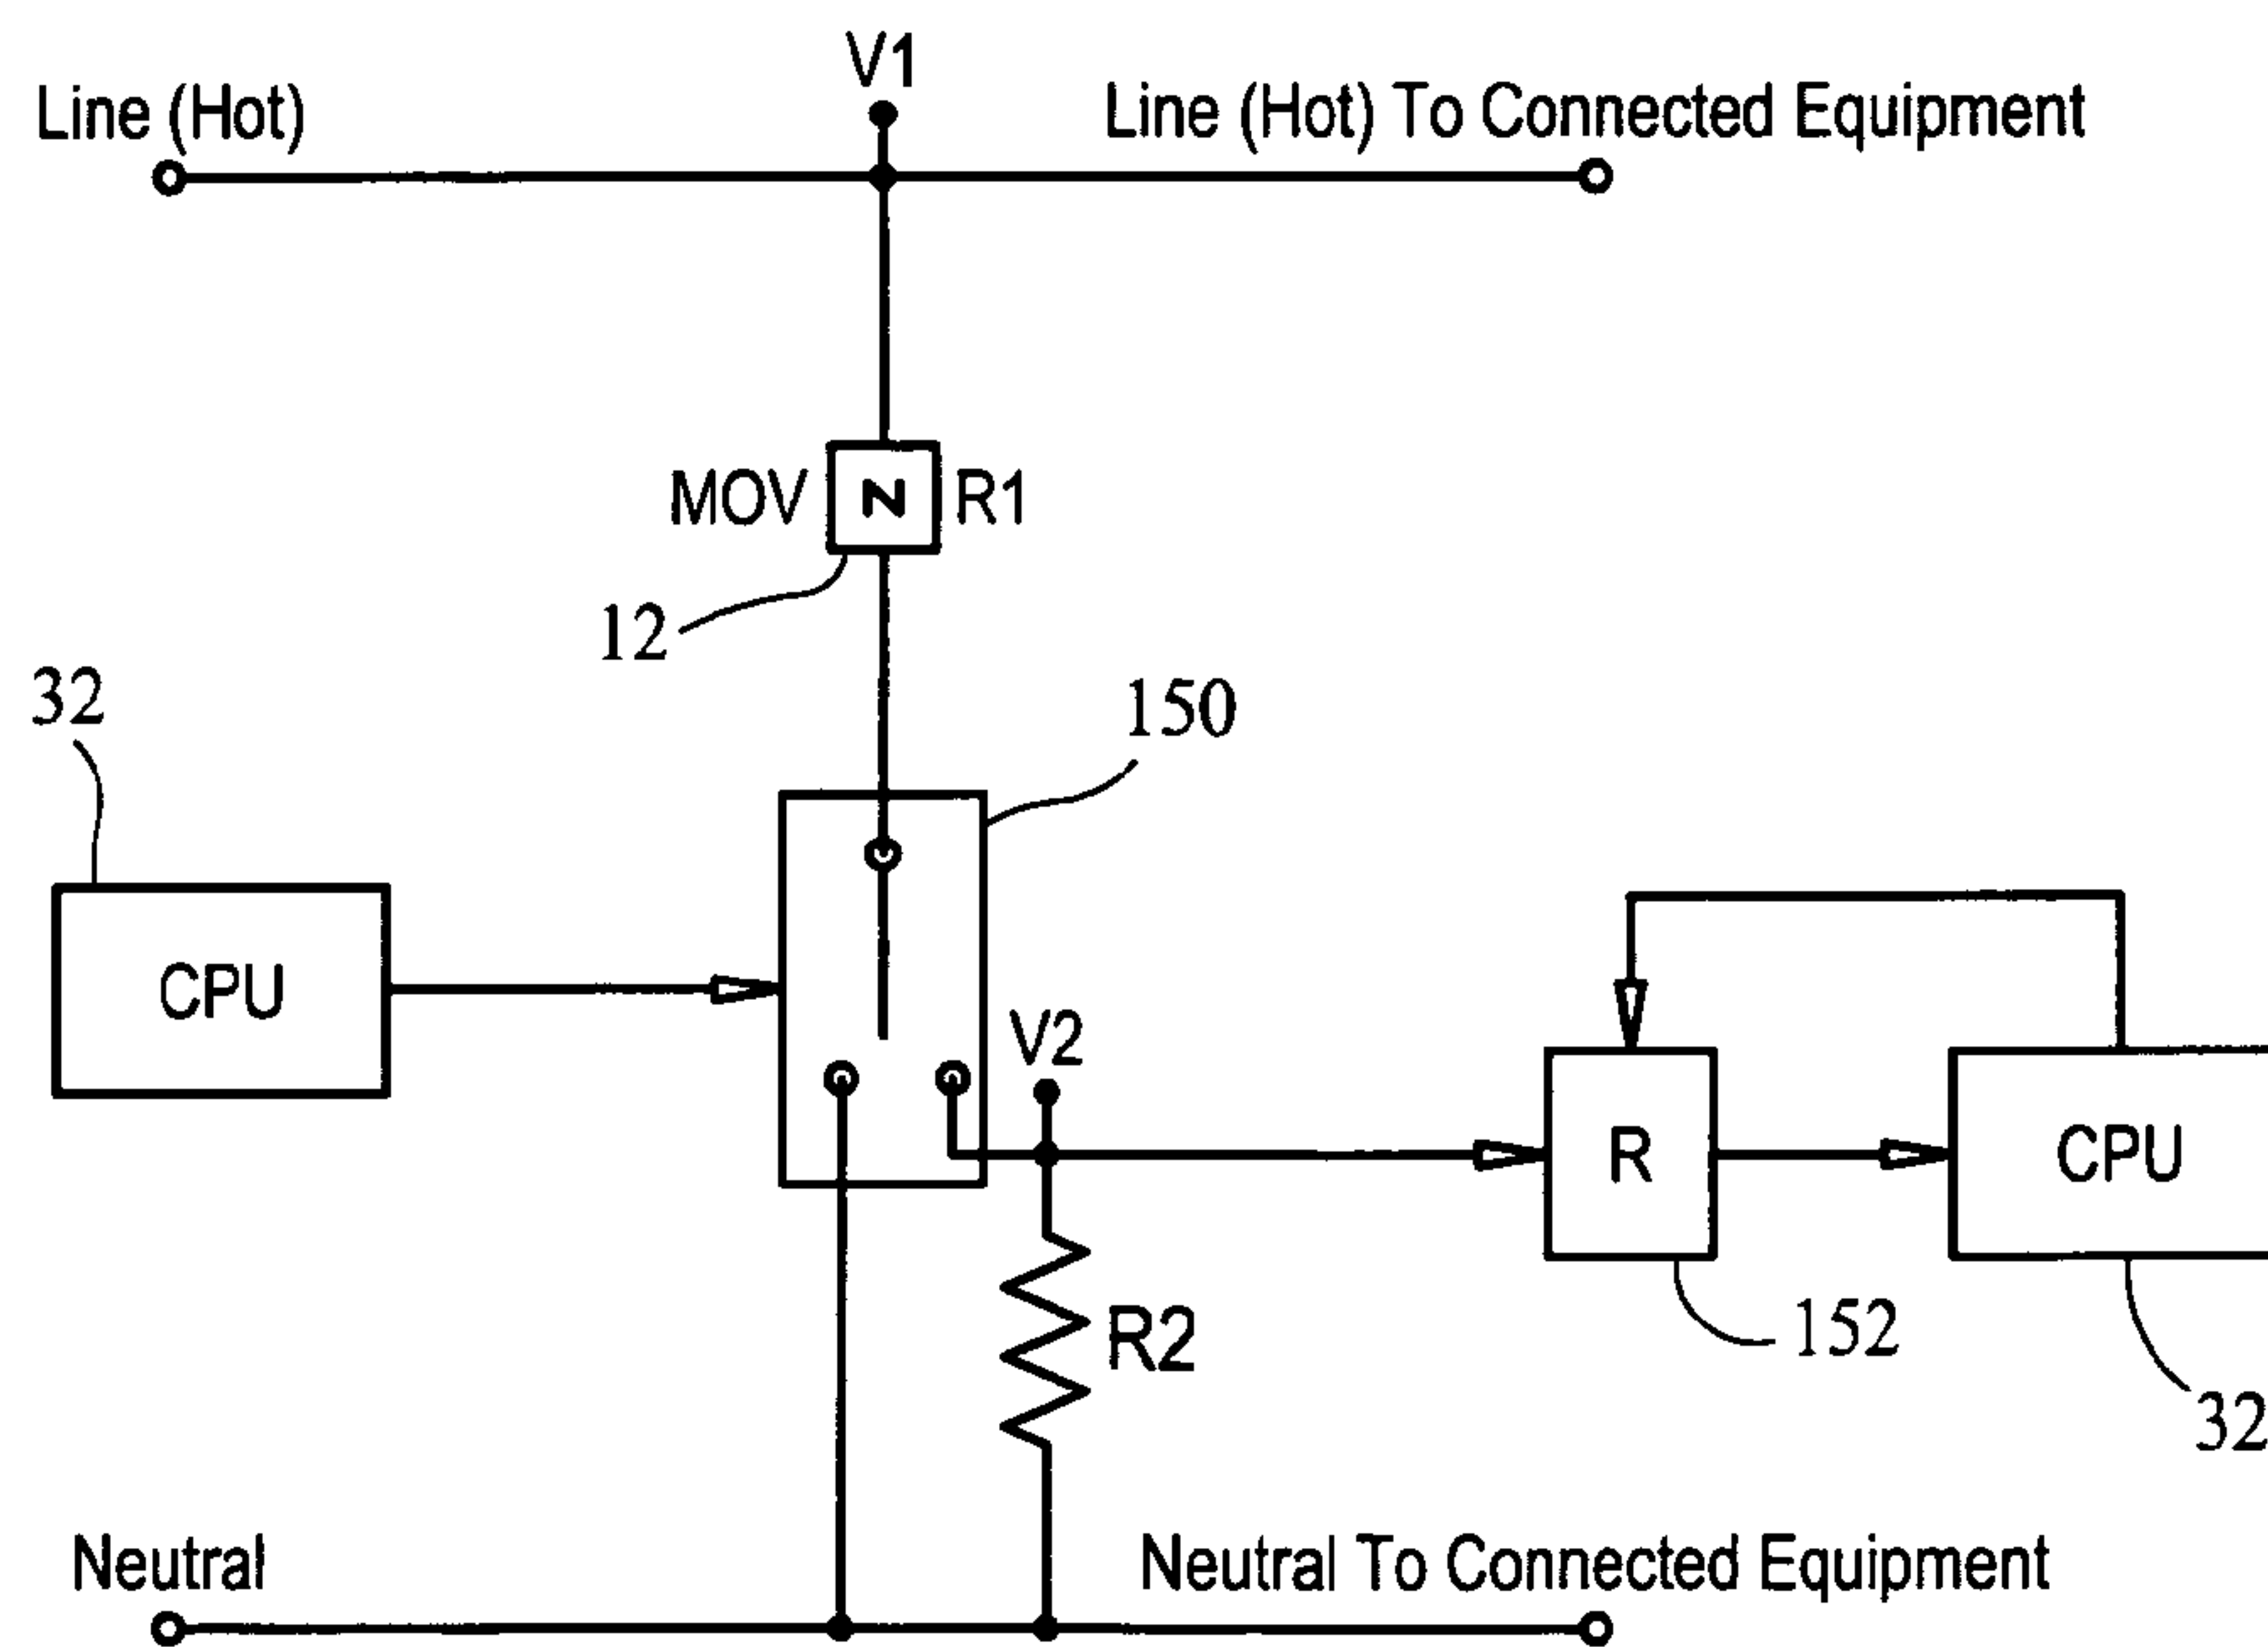 V1
Line (Hot)
Line (Hot) To Connected Equipment
MOV
N
R1
12
32
150
CPU
V2
R
CPU
152
R2
32
Neutral
Neutral To Connected Equipment